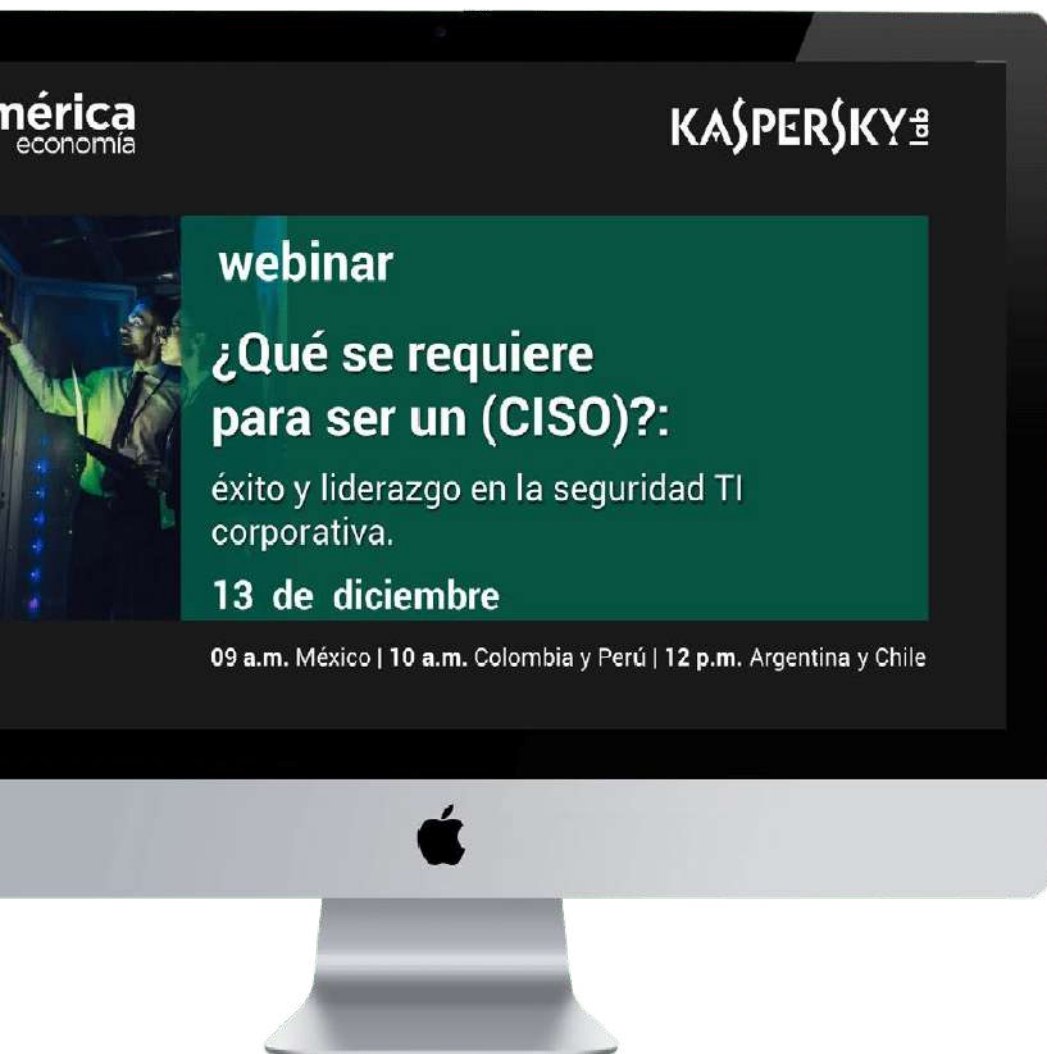 mérica
economía
KASPERSKY lab
webinar
¿Qué se requiere
para ser un (CISO)?:
éxito y liderazgo en la seguridad TI
corporativa.
13 de diciembre
09 a.m. México | 10 a.m. Colombia y Perú | 12 p.m. Argentina y Chile